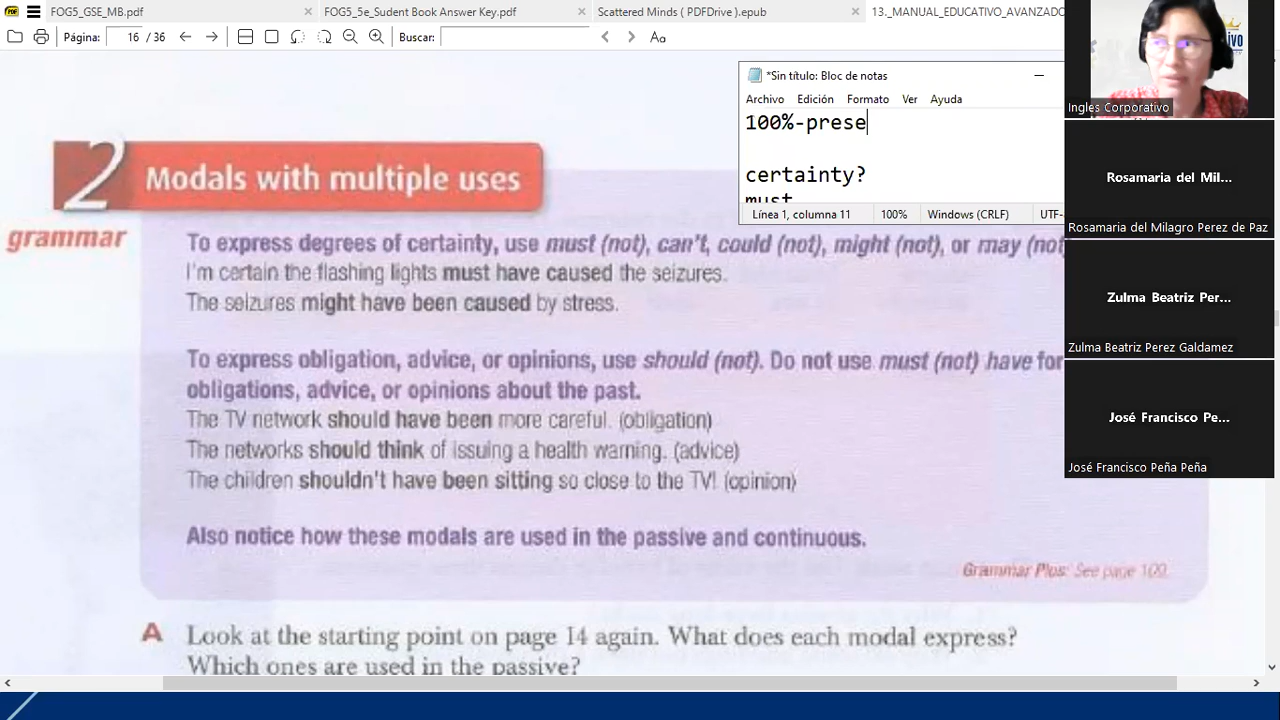 FOG5_GSE_MB.pdf
FOG5_5e_Sudent Book Answer Key.pdf
Scattered Minds ( PDFDrive ).epub
13._MANUAL_EDUCATIVO_AVANZADO
Página: 16 / 36
Buscar:
*Sin título: Bloc de notas
Archivo Edición Formato Ver Ayuda
100%-prese
certainty?
must
Línea 1, columna 11 100% Windows (CRLF) UTF-
Ingles Corporativo
Rosamaria del Mil...
Rosamaria del Milagro Perez de Paz
Zulma Beatriz Per...
Zulma Beatriz Perez Galdamez
José Francisco Pe...
José Francisco Peña Peña
2 Modals with multiple uses
grammar
To express degrees of certainty, use must (not), can't, could (not), might (not), or may (not
I'm certain the flashing lights must have caused the seizures.
The seizures might have been caused by stress.
To express obligation, advice, or opinions, use should (not). Do not use must (not) have for
obligations, advice, or opinions about the past.
The TV network should have been more careful. (obligation)
The networks should think of issuing a health warning. (advice)
The children shouldn't have been sitting so close to the TV! (opinion)
Also notice how these modals are used in the passive and continuous.
Grammar Plus: See page 109.
A Look at the starting point on page 14 again. What does each modal express?
Which ones are used in the passive?